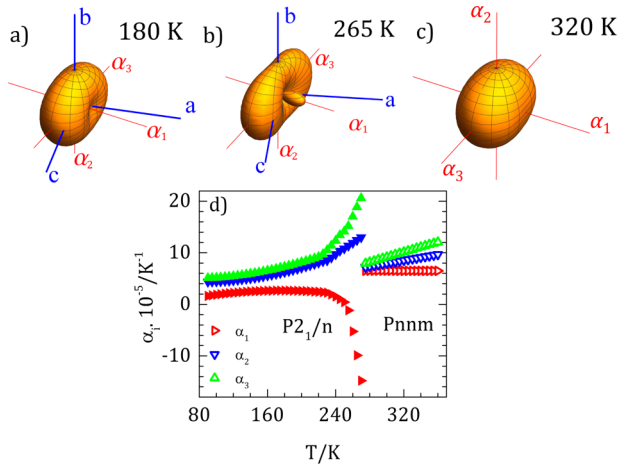 a) 180 K
b
α3
a
α1
α2
c
b) 265 K
b
α3
a
α1
α2
c
c) 320 K
α2
α1
α3
d)
20
10
0
-10
αi, 10-5/K-1
P21/n
Pnnm
α1
α2
α3
80 160 240 320
T/K